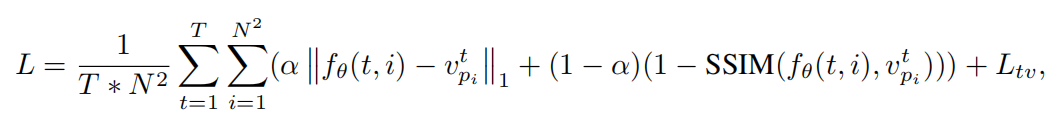 $L = \frac{1}{T * N^2} \sum_{t=1}^{T} \sum_{i=1}^{N^2} (\alpha \left\| f_\theta(t, i) - v_{p_i}^t \right\|_1 + (1 - \alpha)(1 - \text{SSIM}(f_\theta(t, i), v_{p_i}^t))) + L_{tv},$